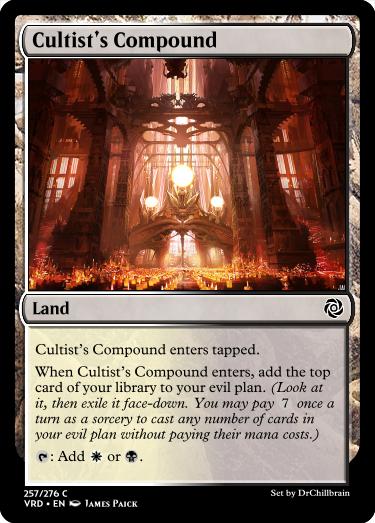 Cultist's Compound
Land
Cultist's Compound enters tapped.
When Cultist's Compound enters, add the top
card of your library to your evil plan. (Look at
it, then exile it face-down. You may pay 7 once a
turn as a sorcery to cast any number of cards in
your evil plan without paying their mana costs.)
: Add or .
257/276 C
VRD • EN James Paick
Set by DrChillbrain